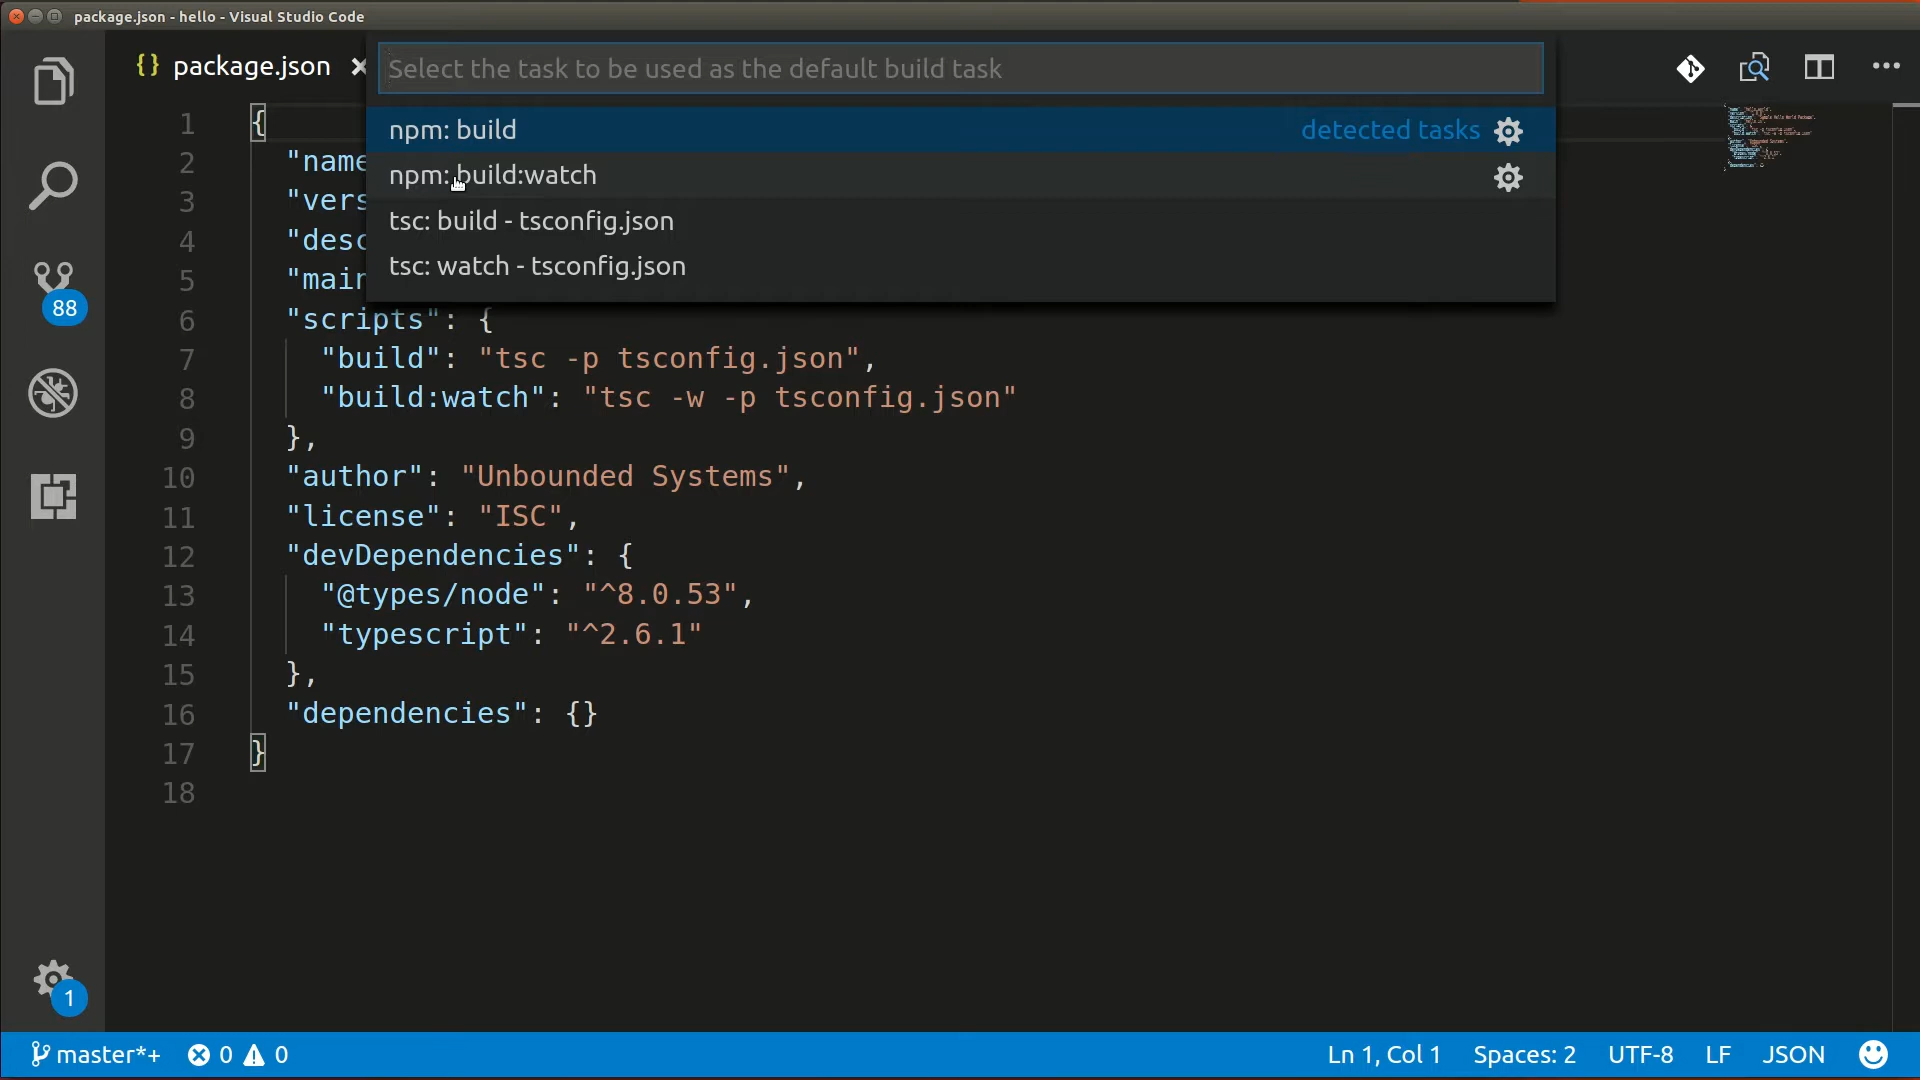 package.json - hello - Visual Studio Code
{} package.json ×
Select the task to be used as the default build task
npm: build detected tasks
npm: build:watch
tsc: build - tsconfig.json
tsc: watch - tsconfig.json
1 {
2 "name
3 "vers
4 "desc
5 "main
6 "scripts": {
7 "build": "tsc -p tsconfig.json",
8 "build:watch": "tsc -w -p tsconfig.json"
9 },
10 "author": "Unbounded Systems",
11 "license": "ISC",
12 "devDependencies": {
13 "@types/node": "^8.0.53",
14 "typescript": "^2.6.1"
15 },
16 "dependencies": {}
17 }
18
88
1
master*+ 0 0 Ln 1, Col 1 Spaces: 2 UTF-8 LF JSON